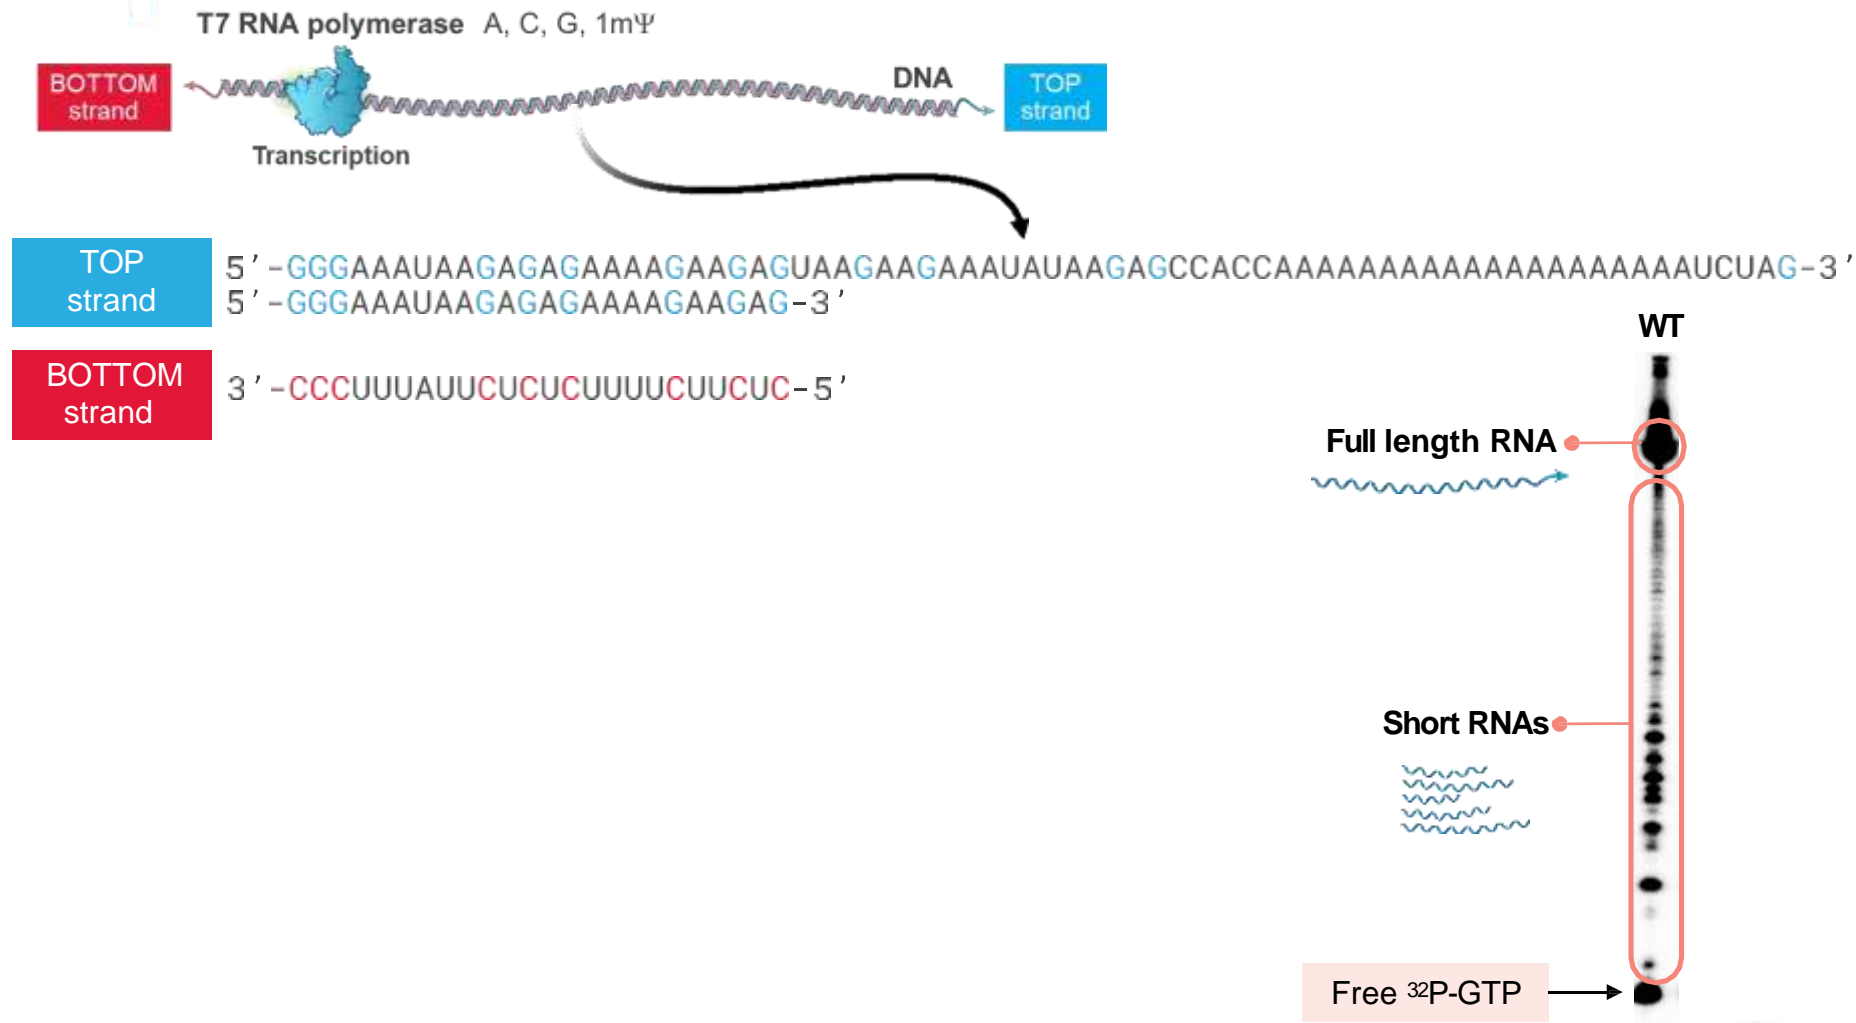 T7 RNA polymerase A, C, G, 1mΨ
BOTTOM
strand
DNA
TOP
strand
Transcription
TOP
strand
5'-GGGAAAUAAGAGAGAAAAGAAGAGUAAGAAGAAAUAUAAGAGCCACCAAAAAAAAAAAAAAAAAAAAUCUAG-3'
5'-GGGAAAUAAGAGAGAAAAGAAGAG-3'
BOTTOM
strand
3'-CCCUUUAUUCUCUCUUUUCUUCUC-5'
WT
Full length RNA
Short RNAs
Free ³²P-GTP